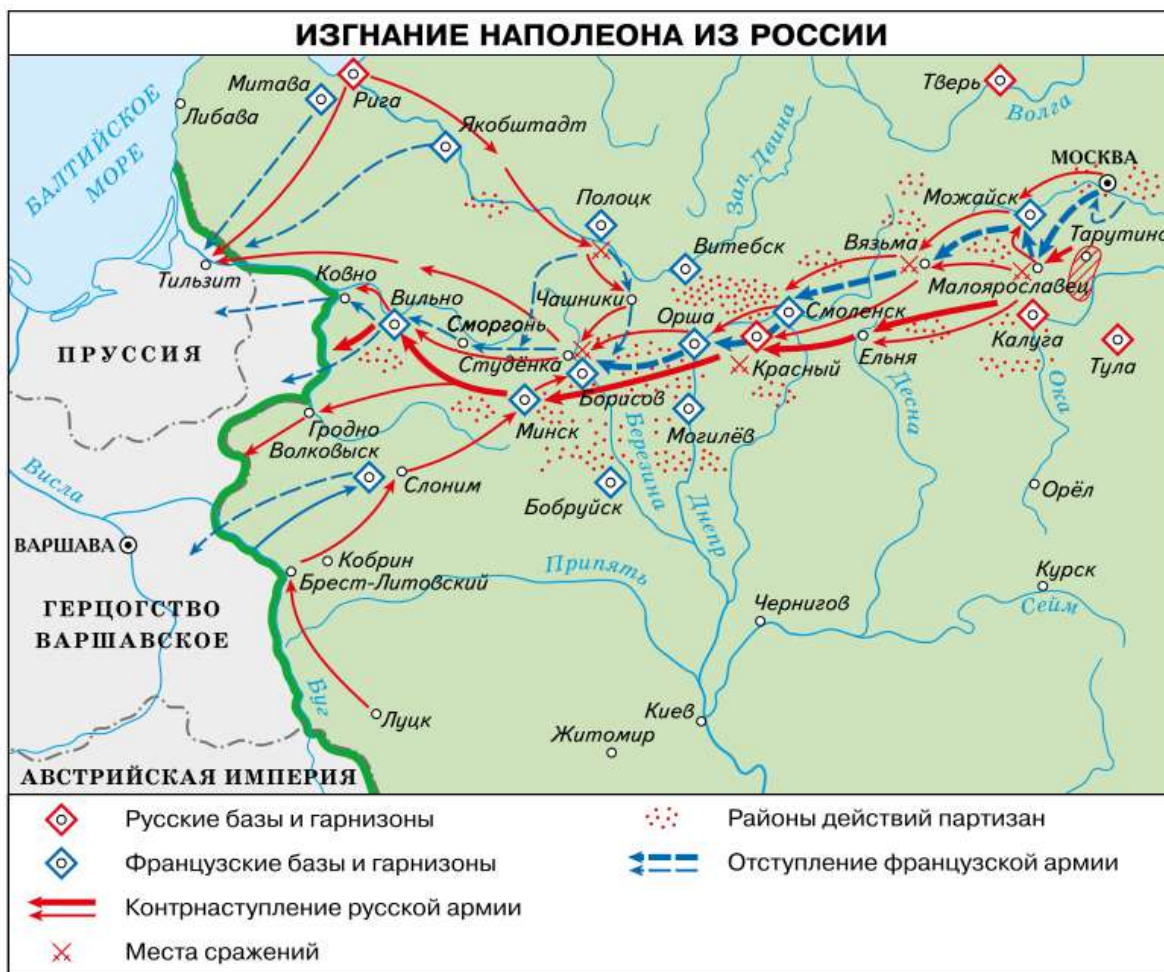 ИЗГНАНИЕ НАПОЛЕОНА ИЗ РОССИИ
БАЛТИЙСКОЕ
МОРЕ
Митава
Либава
Рига
Якобштадт
Тверь
Волга
МОСКВА
Зап. Двина
Полоцк
Витебск
Можайск
Тарутино
Вязьма
Малоярославец
Тильзит
Ковно
Вильно
Чашники
Сморгонь
Орша
Смоленск
Студёнка
Калуга
Тула
ПРУССИЯ
Красный
Ельня
Борисов
Минск
Могилёв
Десна
Ока
Гродно
Волковыск
Березина
Висла
Слоним
Бобруйск
Днепр
Орёл
ВАРШАВА
Кобрин
Брест-Литовский
Припять
Курск
Сейм
Чернигов
ГЕРЦОГСТВО
ВАРШАВСКОЕ
Буг
Луцк
Киев
Житомир
АВСТРИЙСКАЯ ИМПЕРИЯ
Русские базы и гарнизоны
Французские базы и гарнизоны
Контрнаступление русской армии
Места сражений
Районы действий партизан
Отступление французской армии